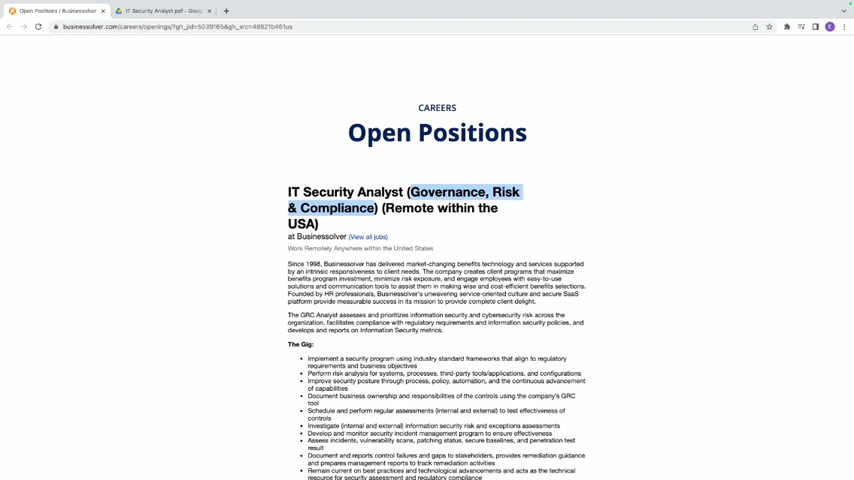 Open Positions | Businessolver
IT Security Analyst.pdf - Goog
businessolver.com/careers/openings/?gh_jid=5039165&gh_src=48821b461us
E
CAREERS
Open Positions
IT Security Analyst (Governance, Risk
& Compliance) (Remote within the
USA)
at Businessolver (View all jobs)
Work Remotely Anywhere within the United States
Since 1998, Businessolver has delivered market-changing benefits technology and services supported
by an intrinsic responsiveness to client needs. The company creates client programs that maximize
benefits program investment, minimize risk exposure, and engage employees with easy-to-use
solutions and communication tools to assist them in making wise and cost-efficient benefits selections.
Founded by HR professionals, Businessolver's unwavering service-oriented culture and secure SaaS
platform provide measurable success in its mission to provide complete client delight.
The GRC Analyst assesses and prioritizes information security and cybersecurity risk across the
organization, facilitates compliance with regulatory requirements and information security policies, and
develops and reports on Information Security metrics.
The Gig:
• Implement a security program using industry standard frameworks that align to regulatory
requirements and business objectives
• Perform risk analysis for systems, processes, third-party tools/applications, and configurations
• Improve security posture through process, policy, automation, and the continuous advancement
of capabilities
• Document business ownership and responsibilities of the controls using the company's GRC
tool
• Schedule and perform regular assessments (internal and external) to test effectiveness of
controls
• Investigate (internal and external) information security risk and exceptions assessments
• Develop and monitor security incident management program to ensure effectiveness
• Assess incidents, vulnerability scans, patching status, secure baselines, and penetration test
result
• Document and reports control failures and gaps to stakeholders, provides remediation guidance
and prepares management reports to track remediation activities
• Remain current on best practices and technological advancements and acts as the technical
resource for security assessment and regulatory compliance